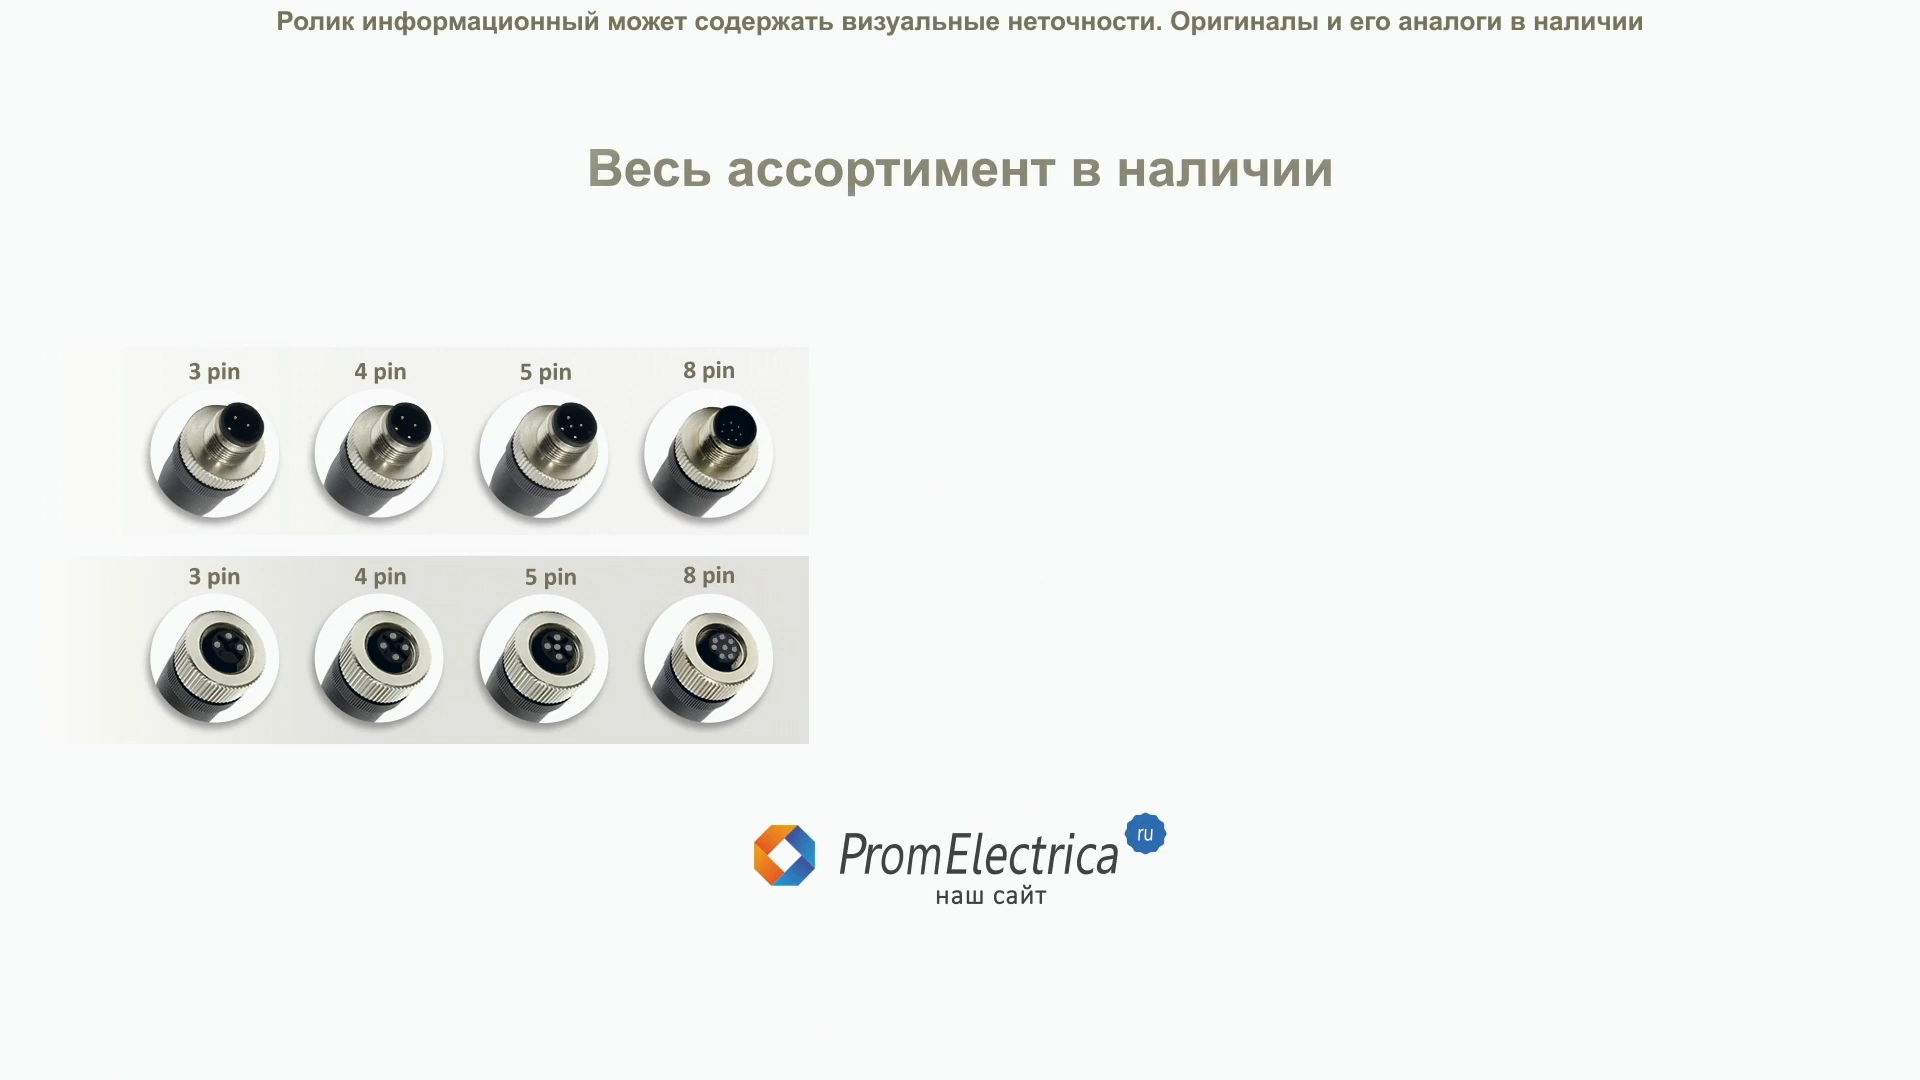 Ролик информационный может содержать визуальные неточности. Оригиналы и его аналоги в наличии
Весь ассортимент в наличии
3 pin 4 pin 5 pin 8 pin
3 pin 4 pin 5 pin 8 pin
PromElectrica ru
наш сайт